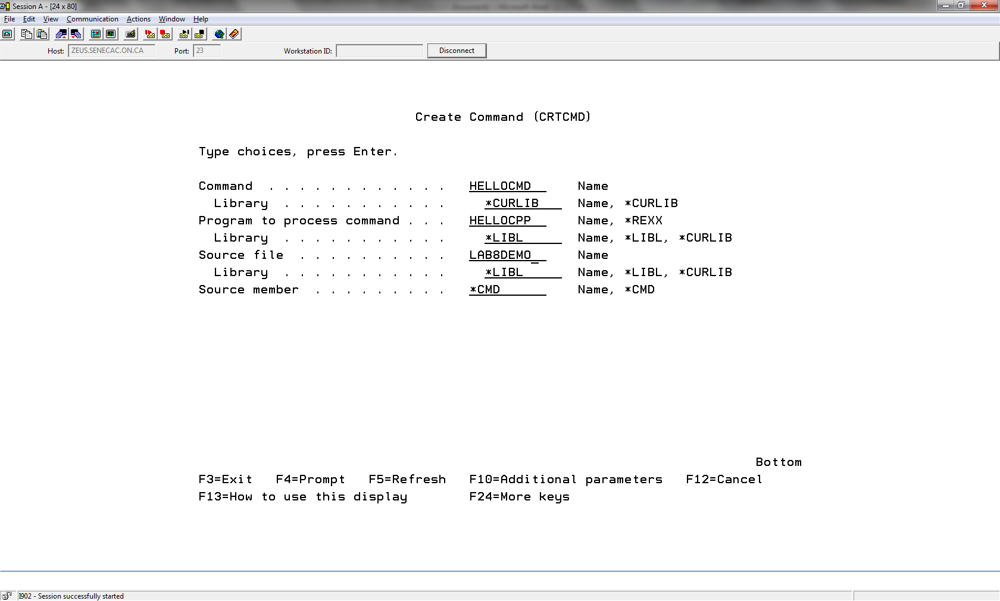 Session A - [24 x 80]
File Edit View Communication Actions Window Help
Host: ZEUS.SENECAC.ON.CA Port: 23 Workstation ID: Disconnect
Create Command (CRTCMD)
Type choices, press Enter.
Command . . . . . . . . . . . . HELLOCMD Name
Library . . . . . . . . . . . *CURLIB Name, *CURLIB
Program to process command . . . HELLOCPP Name, *REXX
Library . . . . . . . . . . . *LIBL Name, *LIBL, *CURLIB
Source file . . . . . . . . . . LAB8DEMO Name
Library . . . . . . . . . . . *LIBL Name, *LIBL, *CURLIB
Source member . . . . . . . . . *CMD Name, *CMD
Bottom
F3=Exit F4=Prompt F5=Refresh F10=Additional parameters F12=Cancel
F13=How to use this display F24=More keys
I902 - Session successfully started